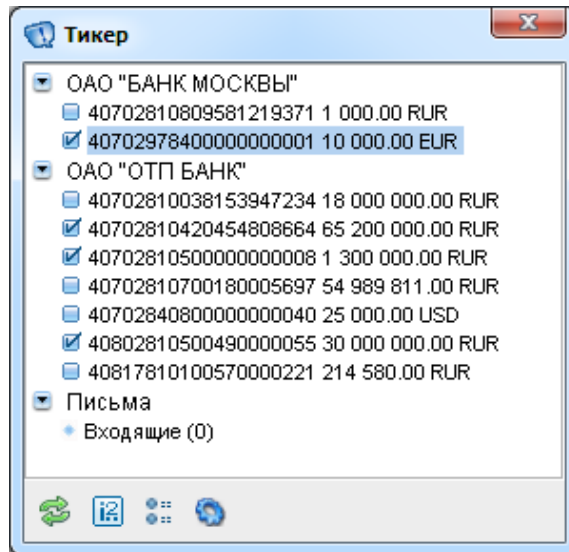 Тикер
ОАО "БАНК МОСКВЫ"
40702810809581219371 1 000.00 RUR
40702978400000000001 10 000.00 EUR
ОАО "ОТП БАНК"
40702810038153947234 18 000 000.00 RUR
40702810420454808664 65 200 000.00 RUR
40702810500000000008 1 300 000.00 RUR
40702810700180005697 54 989 811.00 RUR
40702840800000000040 25 000.00 USD
40802810500490000055 30 000 000.00 RUR
40817810100570000221 214 580.00 RUR
Письма
Входящие (0)
i2